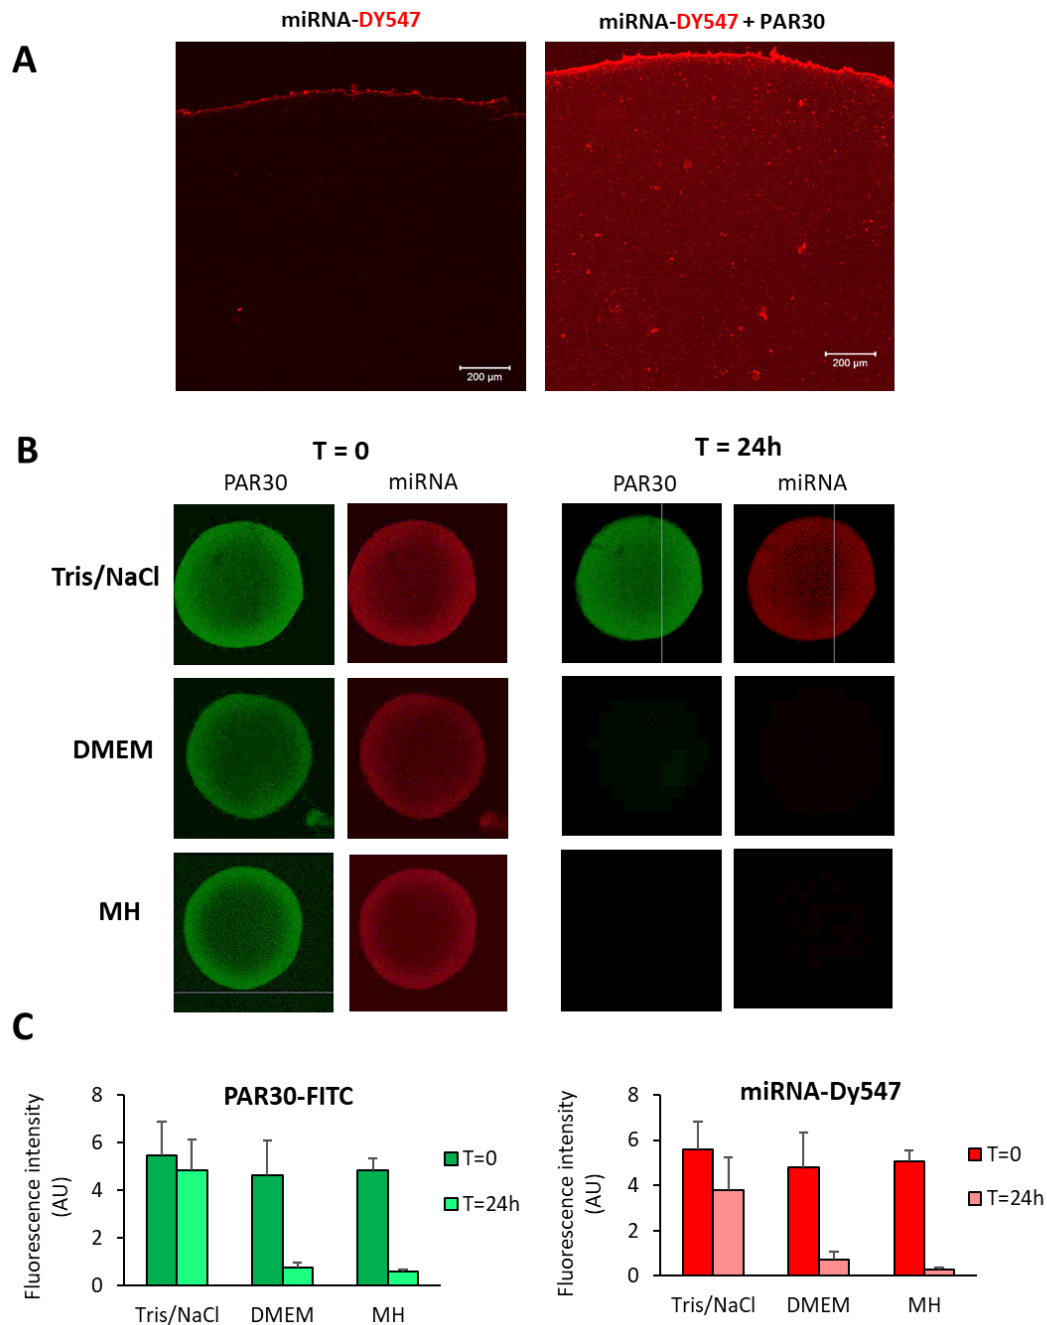 miRNA-DY547
miRNA-DY547 + PAR30
A
200 µm
200 µm
B
T = 0
T = 24h
PAR30
miRNA
PAR30
miRNA
Tris/NaCl
DMEM
MH
C
PAR30-FITC
Fluorescence intensity
(AU)
8
6
4
2
0
Tris/NaCl
DMEM
MH
T=0
T=24h
miRNA-Dy547
Fluorescence intensity
(AU)
8
6
4
2
0
Tris/NaCl
DMEM
MH
T=0
T=24h